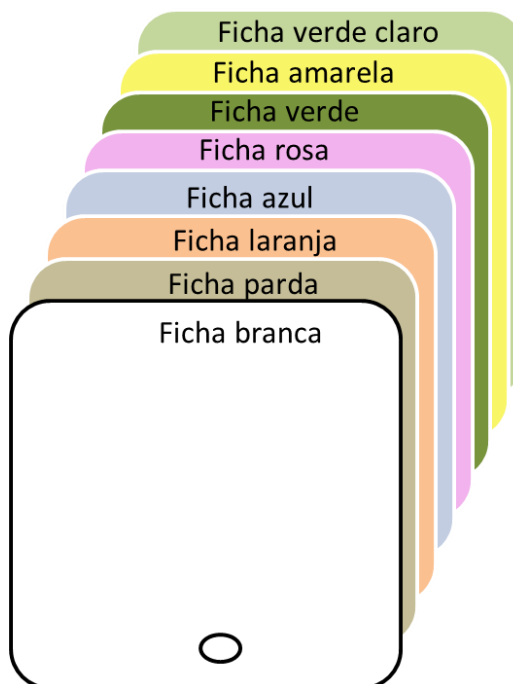 Ficha verde claro
Ficha amarela
Ficha verde
Ficha rosa
Ficha azul
Ficha laranja
Ficha parda
Ficha branca